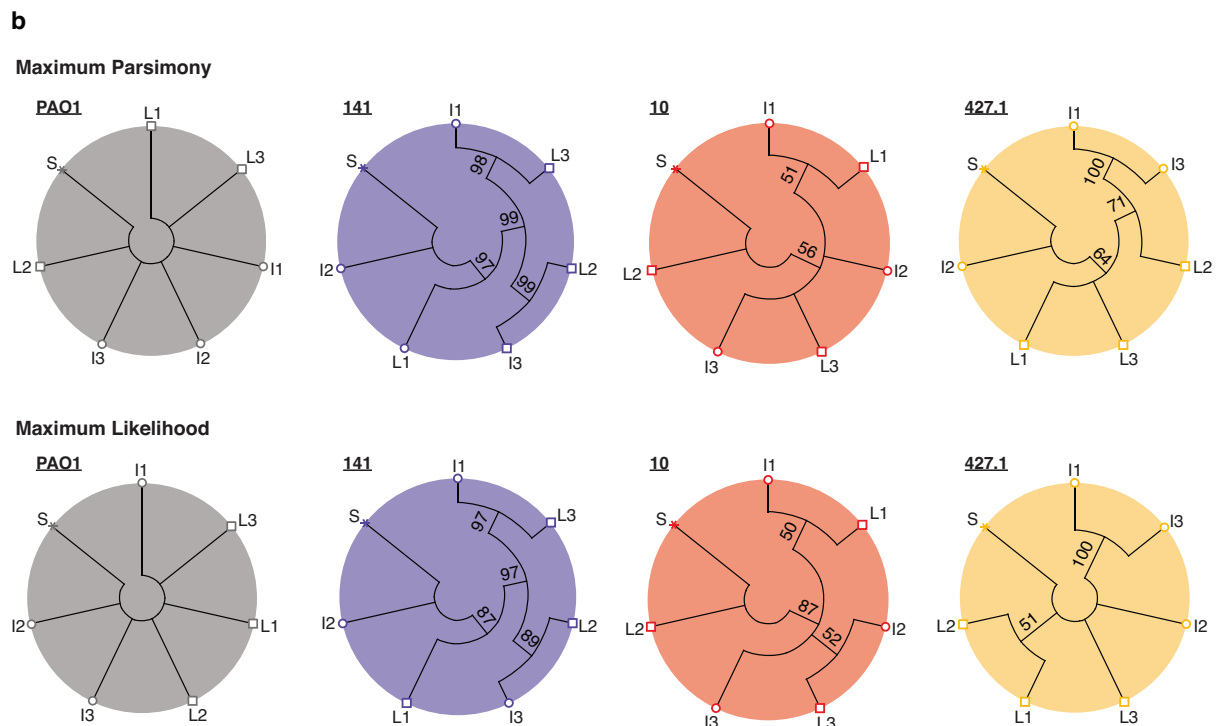 b
Maximum Parsimony
PAO1
L1
L3
S
L2
I1
I3
I2
141
I1
98
L3
S
99
I2
97
99
L2
L1
I3
10
I1
51
L1
S
56
L2
I2
I3
L3
427.1
I1
100
I3
S
71
64
I2
L2
L1
L3
Maximum Likelihood
PAO1
I1
L3
S
I2
L1
I3
L2
141
I1
97
L3
S
97
87
89
I2
L2
L1
I3
10
I1
50
L1
S
87
52
L2
I2
I3
L3
427.1
I1
I3
S
100
51
L2
I2
L1
L3